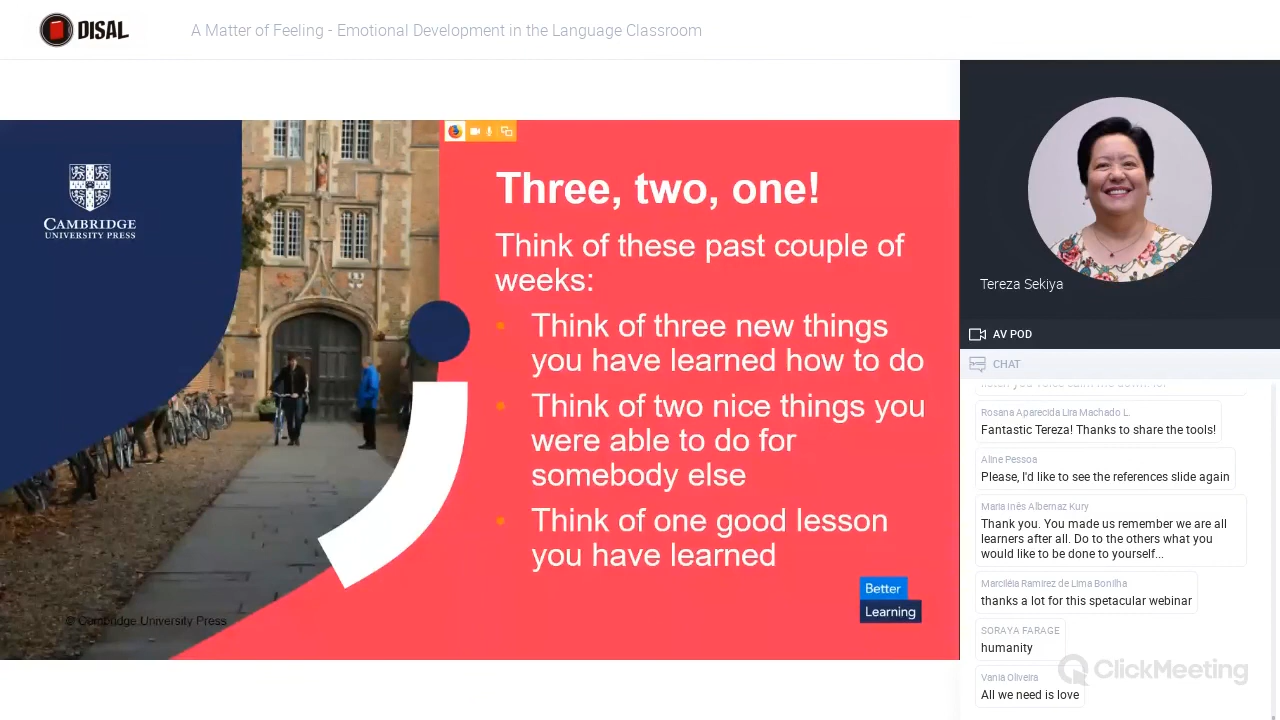 DISAL
A Matter of Feeling - Emotional Development in the Language Classroom
CAMBRIDGE
UNIVERSITY PRESS
Three, two, one!
Think of these past couple of
weeks:
• Think of three new things
you have learned how to do
• Think of two nice things you
were able to do for
somebody else
• Think of one good lesson
you have learned
Better
Learning
© Cambridge University Press
Tereza Sekiya
AV POD
CHAT
Rosana Aparecida Lira Machado L.
Fantastic Tereza! Thanks to share the tools!
Aline Pessoa
Please, I'd like to see the references slide again
Maria Inês Albernaz Kury
Thank you. You made us remember we are all
learners after all. Do to the others what you
would like to be done to yourself...
Marciléia Ramirez de Lima Bonilha
thanks a lot for this spetacular webinar
SORAYA FARAGE
humanity
Vania Oliveira
All we need is love
ClickMeeting